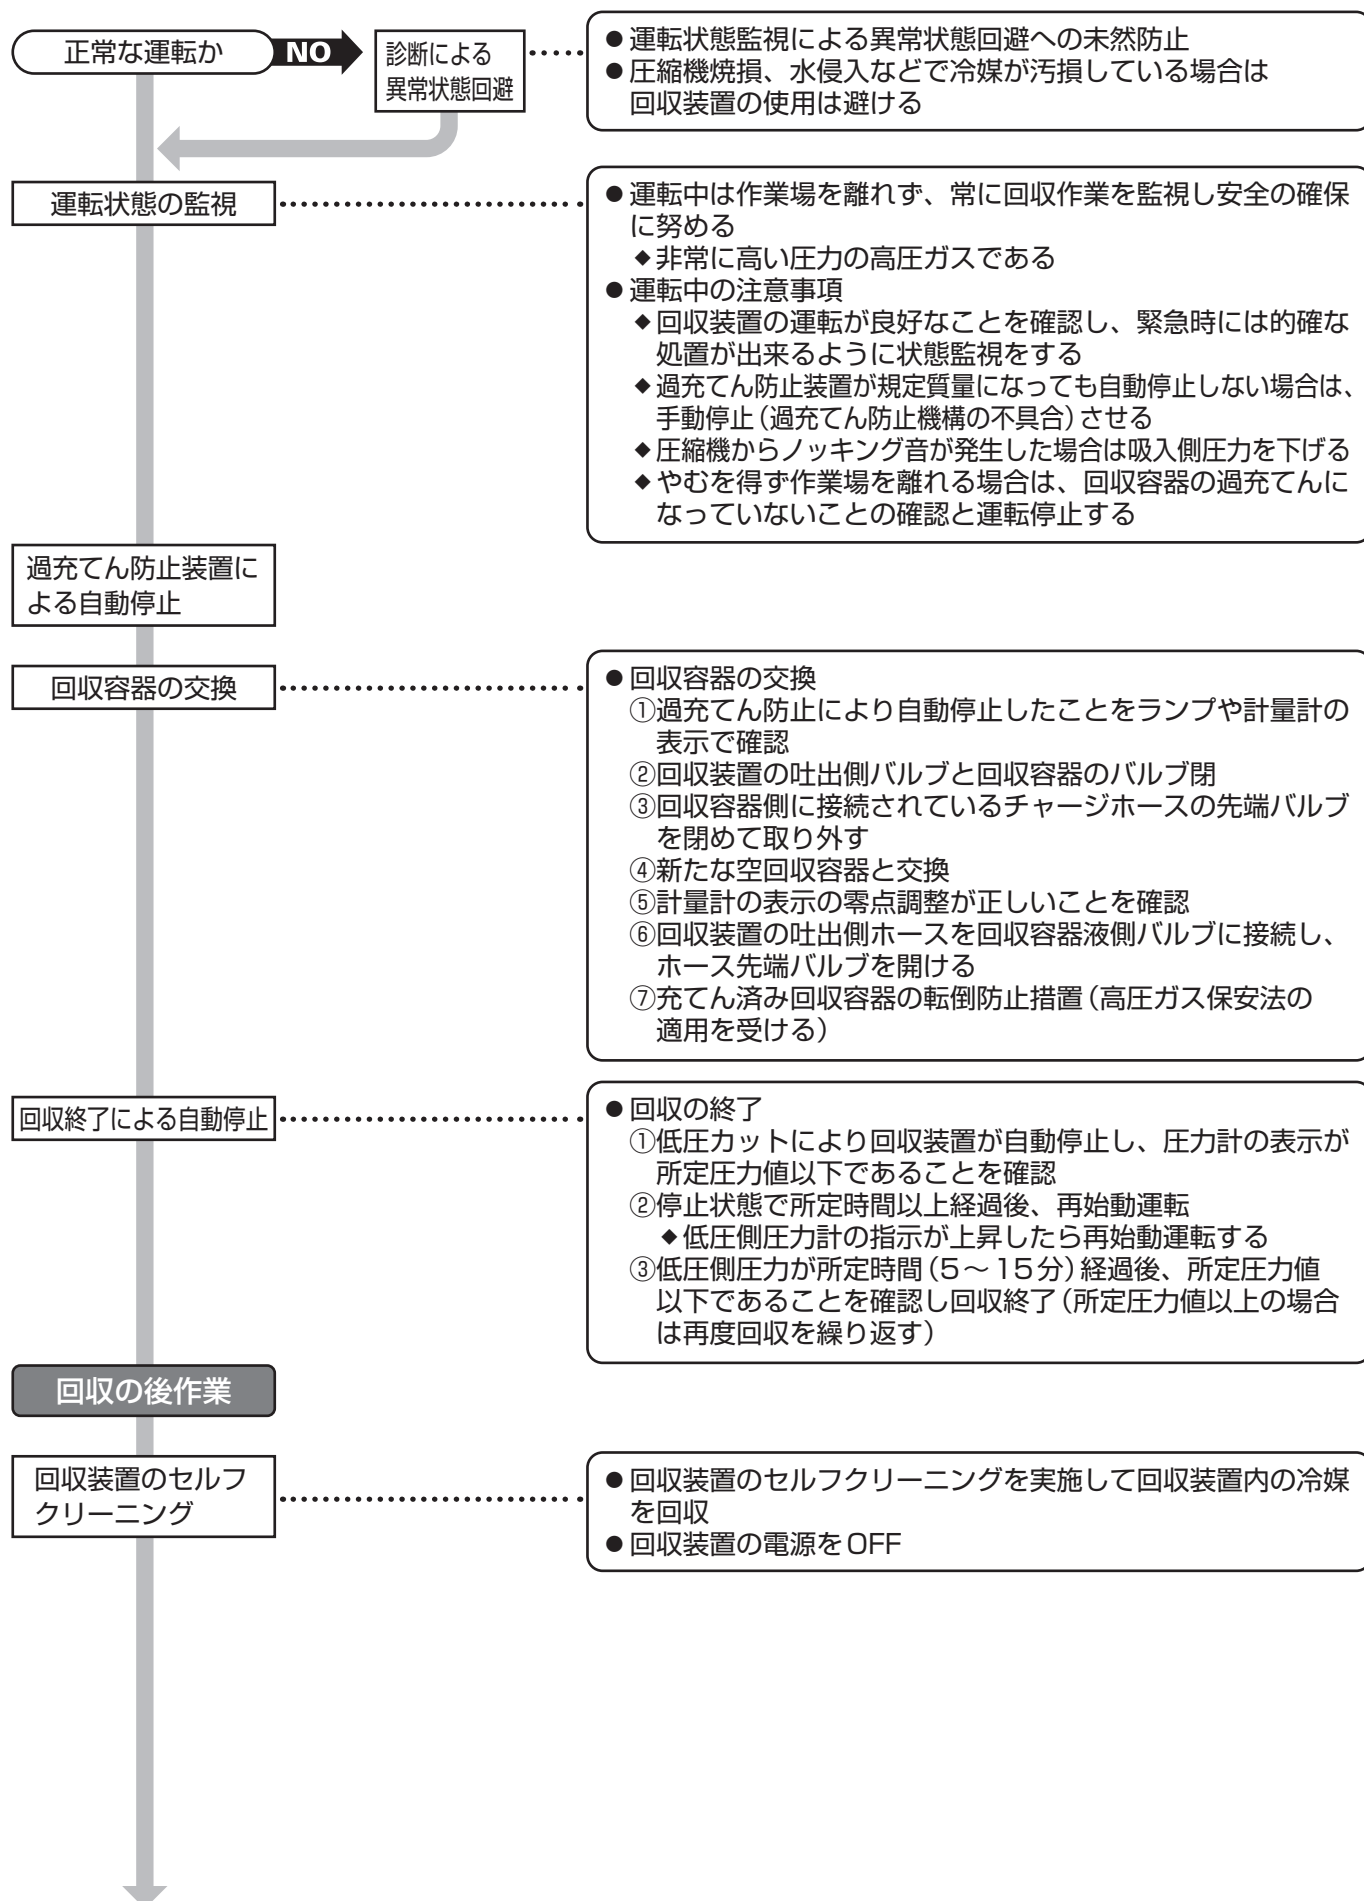 正常な運転か
NO
診断による
異常状態回避
●運転状態監視による異常状態回避への未然防止
●圧縮機焼損、水侵入などで冷媒が汚損している場合は
回収装置の使用は避ける
運転状態の監視
●運転中は作業場を離れず、常に回収作業を監視し安全の確保
に努める
◆非常に高い圧力の高圧ガスである
●運転中の注意事項
◆回収装置の運転が良好なことを確認し、緊急時には的確な
処置が出来るように状態監視をする
◆過充てん防止装置が規定質量になっても自動停止しない場合は、
手動停止（過充てん防止機構の不具合）させる
◆圧縮機からノッキング音が発生した場合は吸入側圧力を下げる
◆やむを得ず作業場を離れる場合は、回収容器の過充てんに
なっていないことの確認と運転停止する
過充てん防止装置に
よる自動停止
回収容器の交換
●回収容器の交換
①過充てん防止により自動停止したことをランプや計量計の
表示で確認
②回収装置の吐出側バルブと回収容器のバルブ閉
③回収容器側に接続されているチャージホースの先端バルブ
を閉めて取り外す
④新たな空回収容器と交換
⑤計量計の表示の零点調整が正しいことを確認
⑥回収装置の吐出側ホースを回収容器液側バルブに接続し、
ホース先端バルブを開ける
⑦充てん済み回収容器の転倒防止措置（高圧ガス保安法の
適用を受ける）
回収終了による自動停止
●回収の終了
①低圧カットにより回収装置が自動停止し、圧力計の表示が
所定圧力値以下であることを確認
②停止状態で所定時間以上経過後、再始動運転
◆低圧側圧力計の指示が上昇したら再始動運転する
③低圧側圧力が所定時間（5～15分）経過後、所定圧力値
以下であることを確認し回収終了（所定圧力値以上の場合
は再度回収を繰り返す）
回収の後作業
回収装置のセルフ
クリーニング
●回収装置のセルフクリーニングを実施して回収装置内の冷媒
を回収
●回収装置の電源をOFF